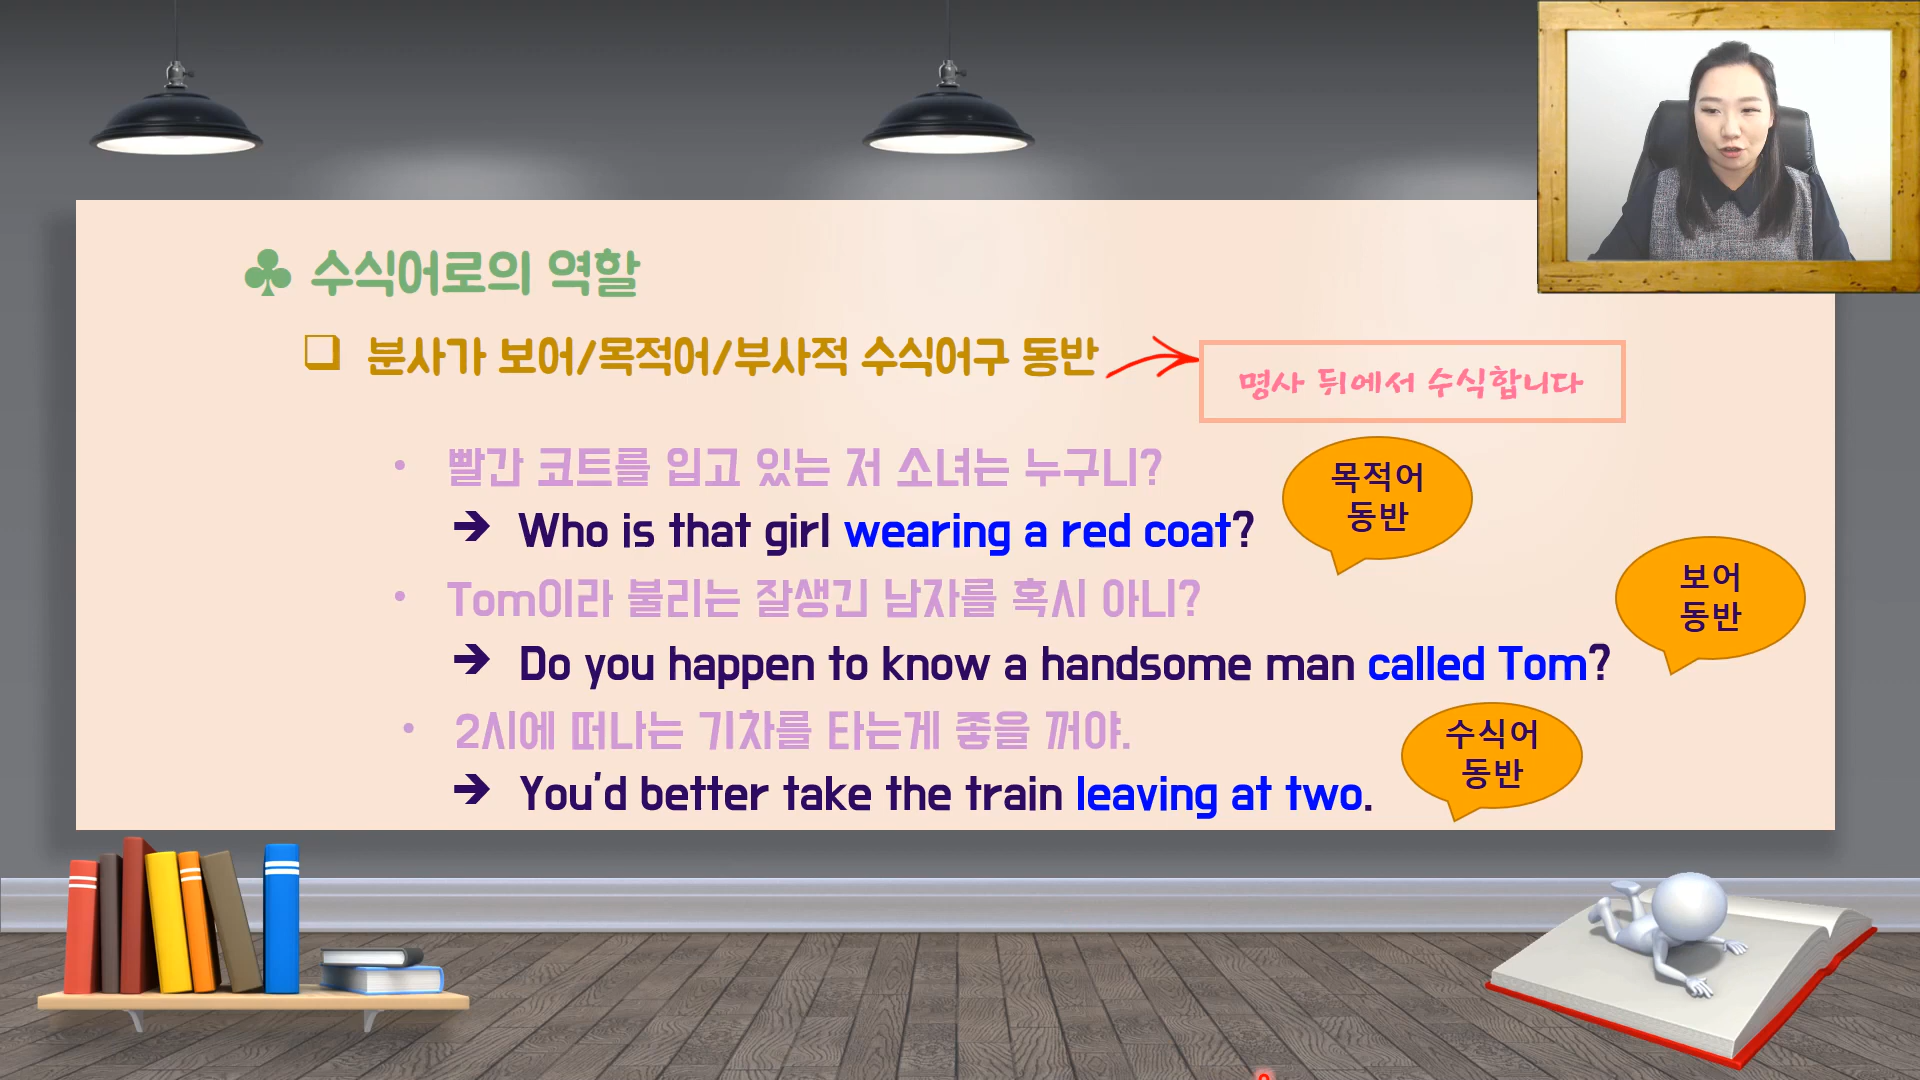 ♣ 수식어로의 역할
❑ 분사가 보어/목적어/부사적 수식어구 동반
명사 뒤에서 수식합니다
• 빨간 코트를 입고 있는 저 소녀는 누구니?
➔ Who is that girl wearing a red coat?
목적어
동반
• Tom이라 불리는 잘생긴 남자를 혹시 아니?
➔ Do you happen to know a handsome man called Tom?
보어
동반
• 2시에 떠나는 기차를 타는게 좋을 꺼야.
➔ You'd better take the train leaving at two.
수식어
동반